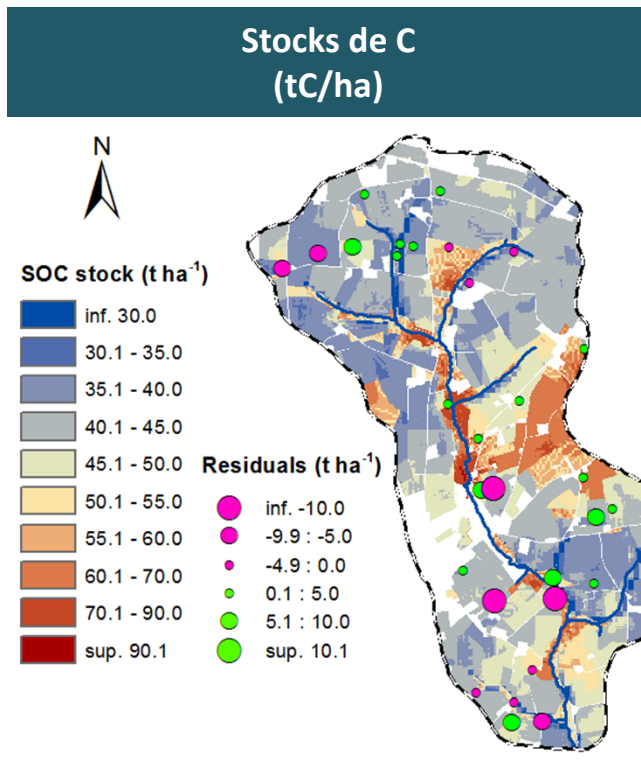 Stocks de C
(tC/ha)
N
SOC stock (t ha⁻¹)
inf. 30.0
30.1 - 35.0
35.1 - 40.0
40.1 - 45.0
45.1 - 50.0
50.1 - 55.0
55.1 - 60.0
60.1 - 70.0
70.1 - 90.0
sup. 90.1
Residuals (t ha⁻¹)
inf. -10.0
-9.9 : -5.0
-4.9 : 0.0
0.1 : 5.0
5.1 : 10.0
sup. 10.1